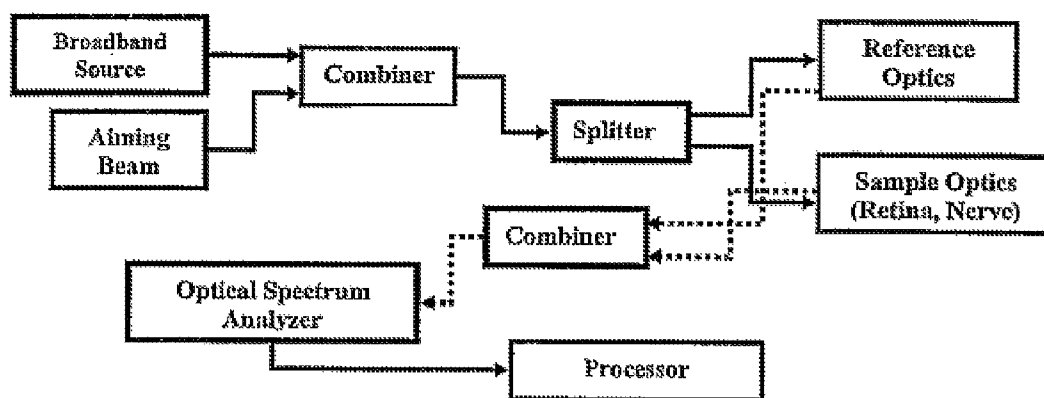 Broadband
Source
Combiner
Aiming
Beam
Splitter
Reference
Optics
Sample Optics
(Retina, Nerve)
Combiner
Optical Spectrum
Analyzer
Processor